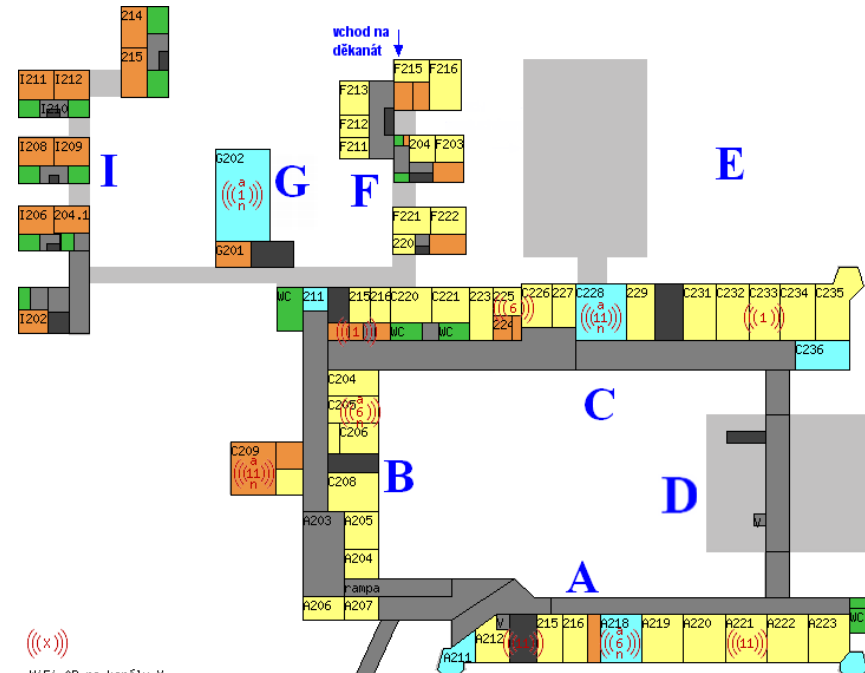 214
vchod na
děkanát
215
F215
F216
I211
I212
F213
I210
F212
I208
I209
F211
204
F203
G202
a
1
n
G
I
F
E
I206
204.1
F221
F222
220
G201
WC
211
215
216
C220
C221
223
225
C226
227
C228
229
C231
C232
C233
C234
C235
6
a
11
n
1
I202
1
WC
WC
224
C236
C204
C205
a
6
n
C206
C
C209
a
11
n
C208
B
D
A203
A205
V
A204
rampa
A
A206
A207
V
A212
215
216
A218
A219
A220
A221
A222
A223
WC
11
a
6
n
11
A211
(((x)))